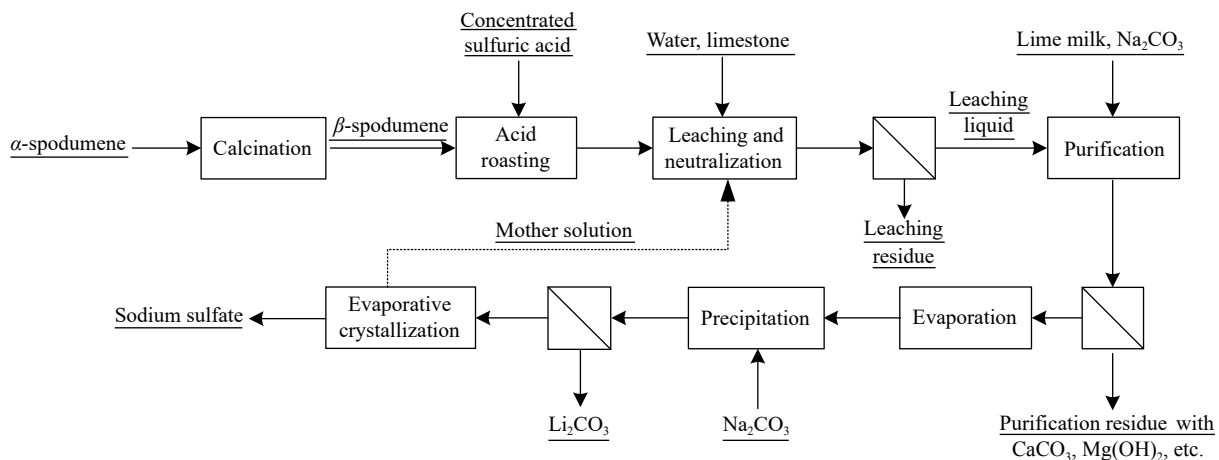 Concentrated
sulfuric acid
Water, limestone
Lime milk, Na₂CO₃
α-spodumene
Calcination
β-spodumene
Acid
roasting
Leaching and
neutralization
Leaching
liquid
Purification
Leaching
residue
Mother solution
Sodium sulfate
Evaporative
crystallization
Precipitation
Evaporation
Li₂CO₃
Na₂CO₃
Purification residue with
CaCO₃, Mg(OH)₂, etc.